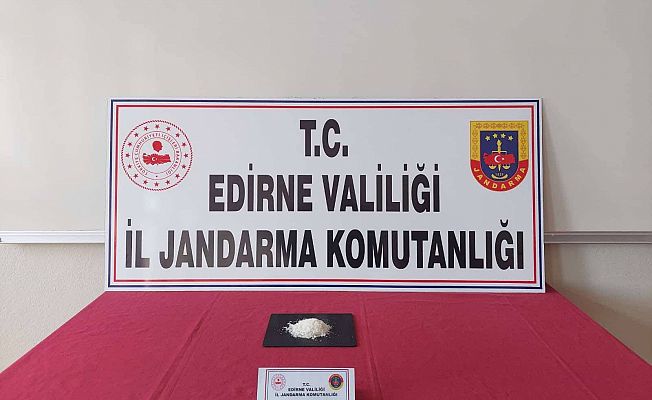 T.C.
EDİRNE VALİLİĞİ
İL JANDARMA KOMUTANLIĞI
JANDARMA
T.C.
EDİRNE VALİLİĞİ
İL JANDARMA KOMUTANLIĞI